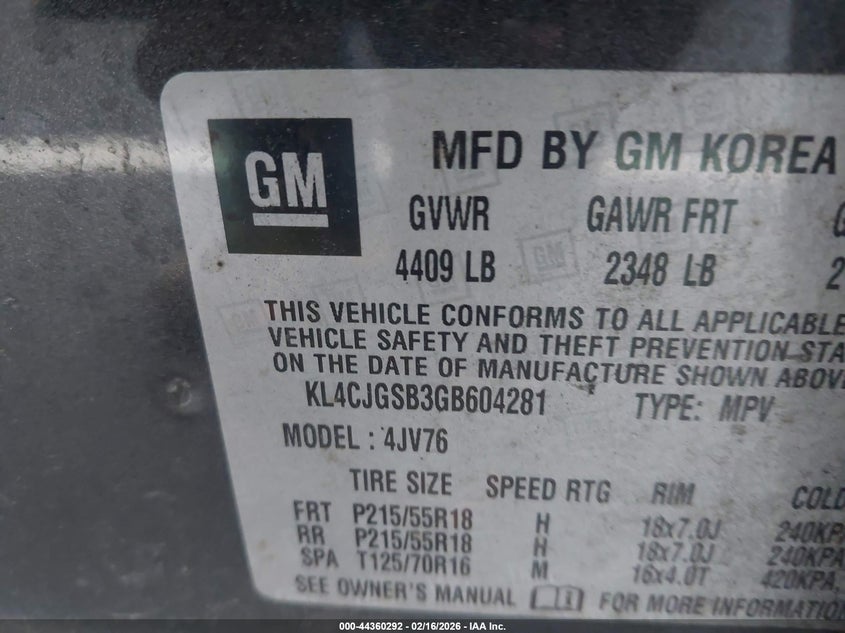 GM
MFD BY GM KOREA
GVWR GAWR FRT
4409 LB 2348 LB
THIS VEHICLE CONFORMS TO ALL APPLICABLE
VEHICLE SAFETY AND THEFT PREVENTION STA
ON THE DATE OF MANUFACTURE SHOWN ABOV
KL4CJGSB3GB604281 TYPE: MPV
MODEL : 4JV76
TIRE SIZE SPEED RTG RIM COLD
FRT P215/55R18 H 18x7.0J 240KPA
RR P215/55R18 H 18x7.0J 240KPA
SPA T125/70R16 M 16x4.0T 420KPA,
SEE OWNER'S MANUAL FOR MORE INFORMATION
000-44360292 - 02/16/2026 - IAA Inc.